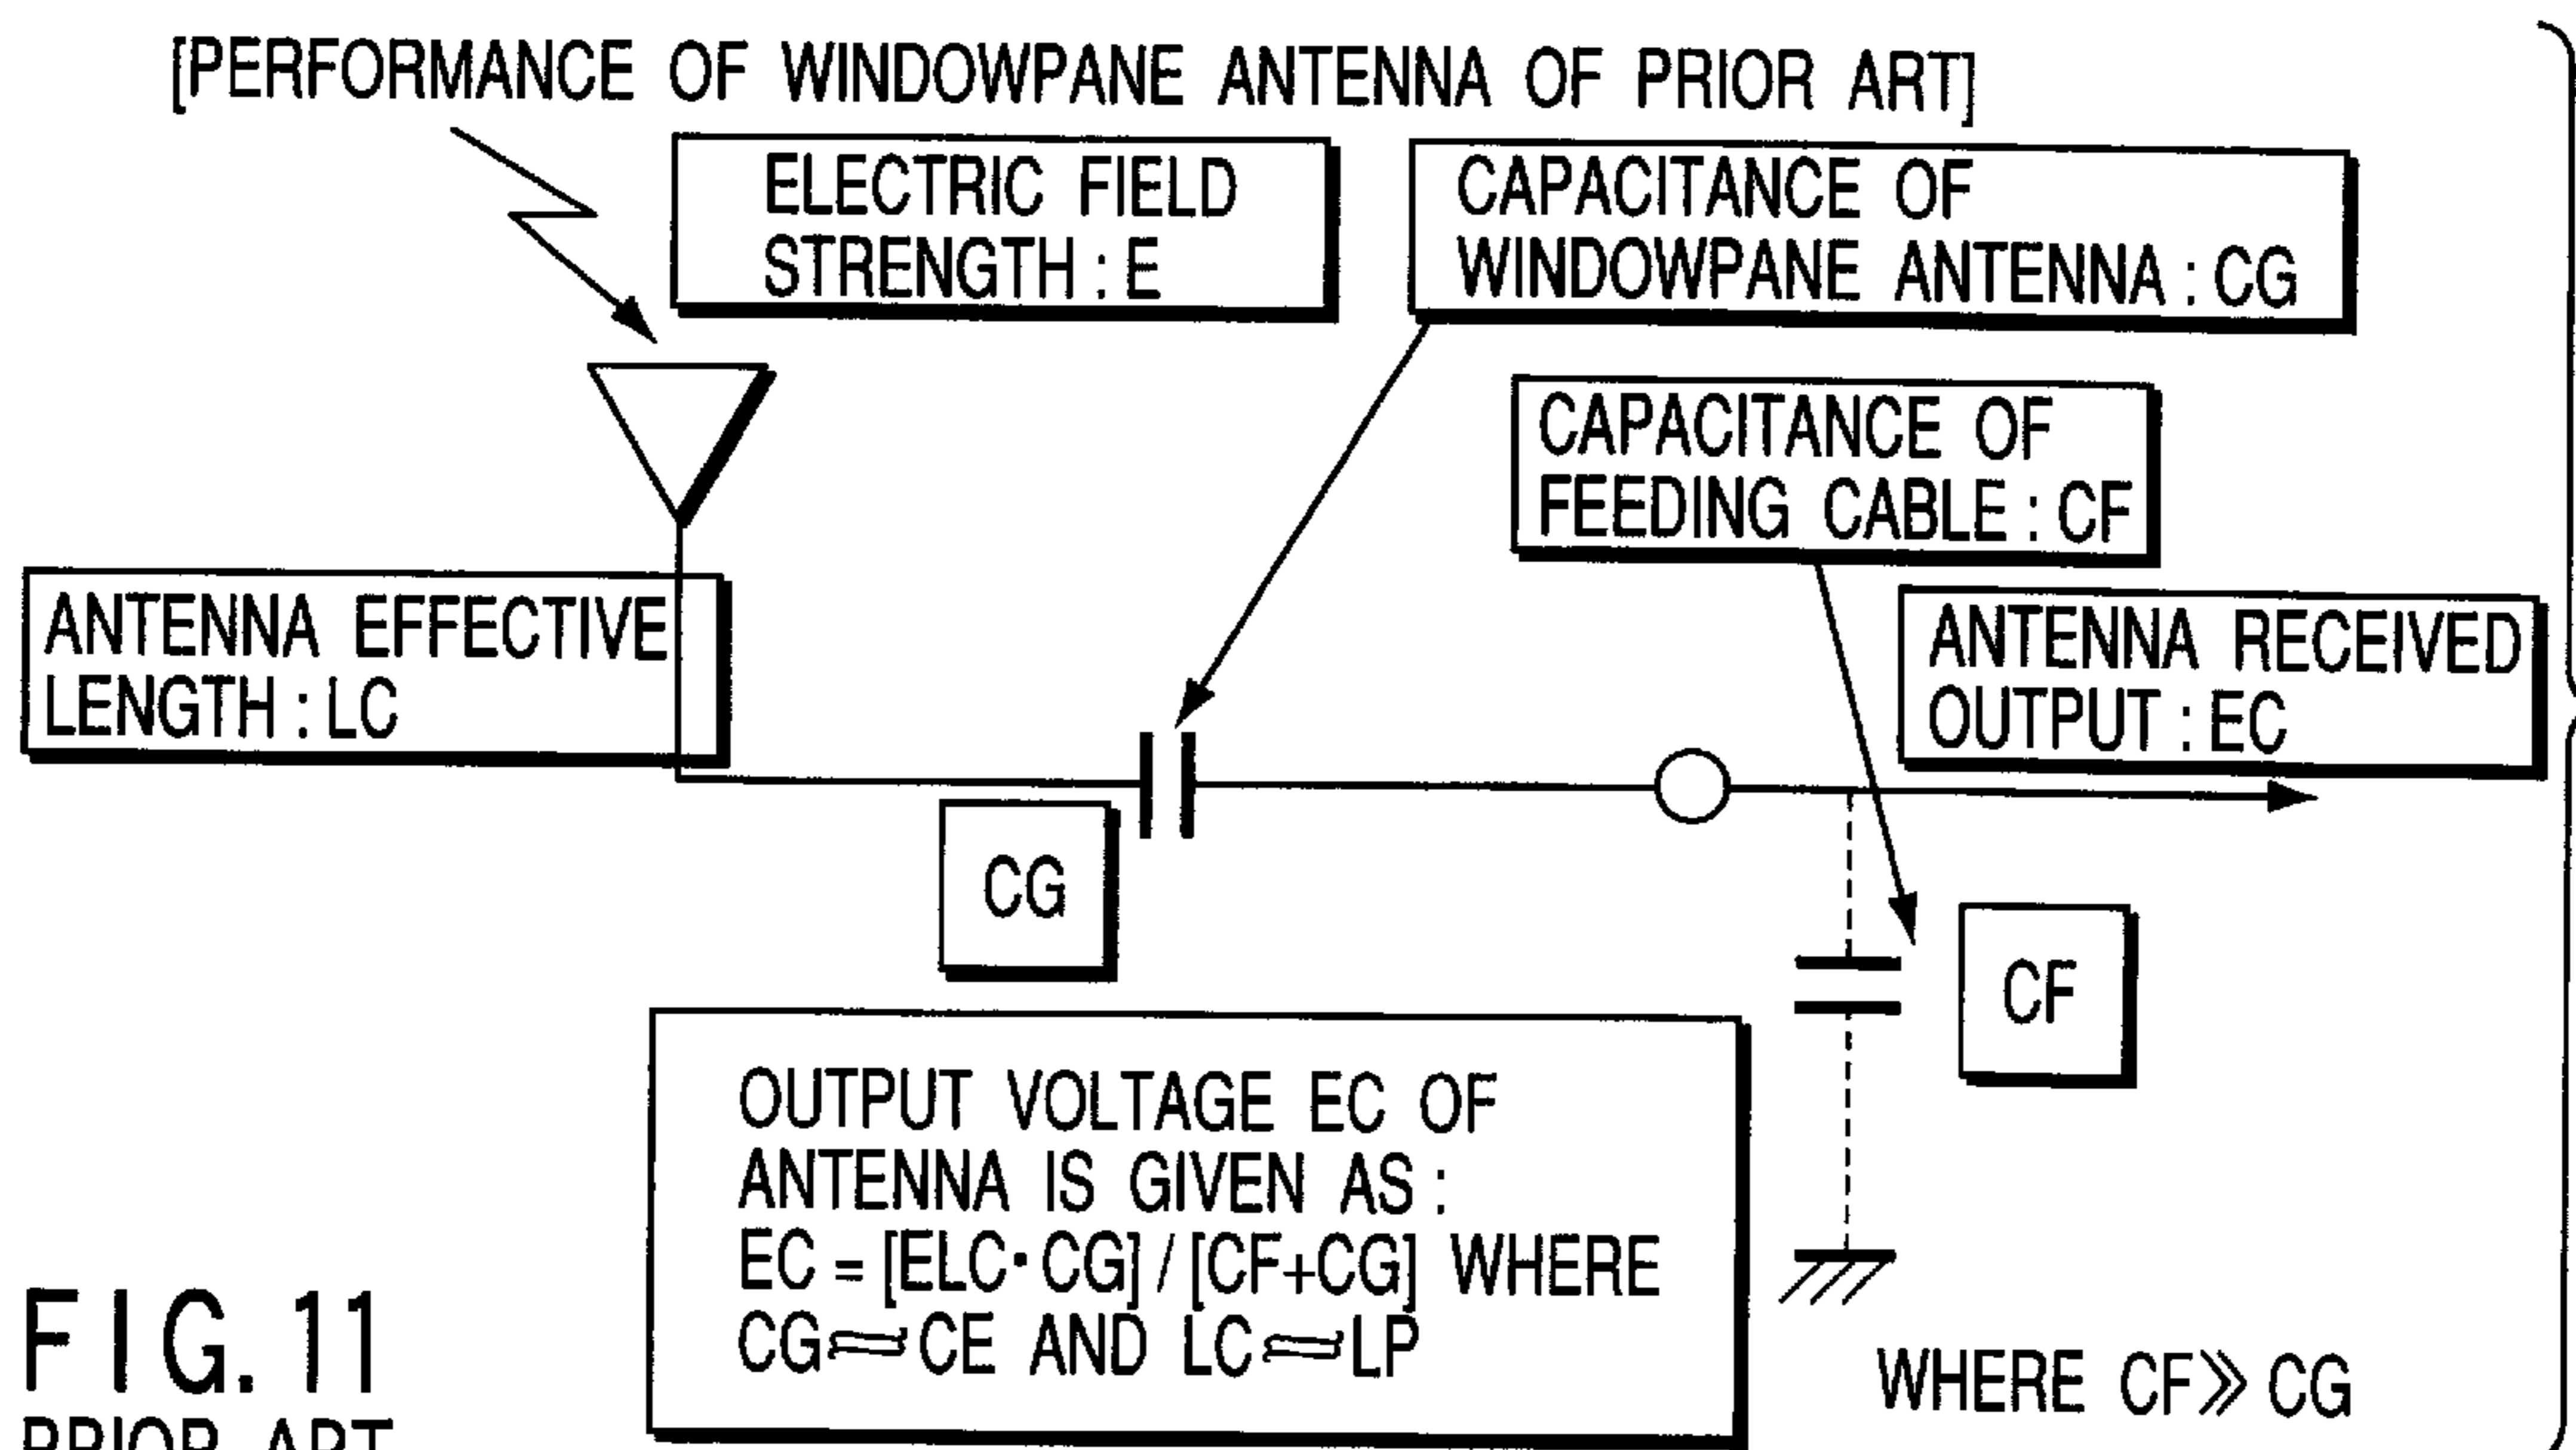 [PERFORMANCE OF WINDOWPANE ANTENNA OF PRIOR ART]
ELECTRIC FIELD
STRENGTH : E
CAPACITANCE OF
WINDOWPANE ANTENNA : CG
CAPACITANCE OF
FEEDING CABLE : CF
ANTENNA EFFECTIVE
LENGTH : LC
ANTENNA RECEIVED
OUTPUT : EC
CG
CF
OUTPUT VOLTAGE EC OF
ANTENNA IS GIVEN AS :
EC = [ELC・CG] / [CF+CG] WHERE
CG≒CE AND LC≒LP
WHERE CF≫CG
FIG. 11
PRIOR ART